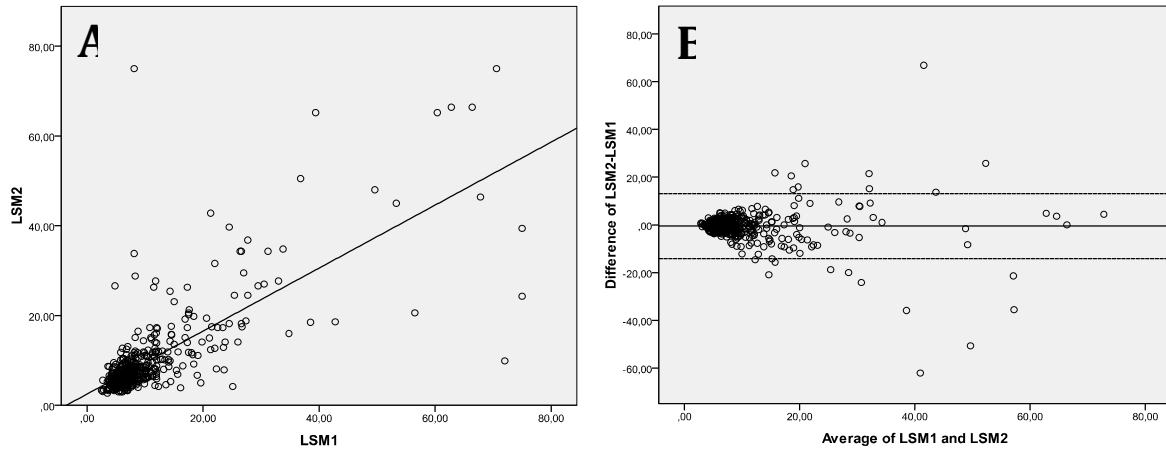 A
80,00
60,00
40,00
20,00
,00
LSM2
,00 20,00 40,00 60,00 80,00
LSM1
B
80,00
60,00
40,00
20,00
,00
-20,00
-40,00
-60,00
Difference of LSM2-LSM1
,00 20,00 40,00 60,00 80,00
Average of LSM1 and LSM2